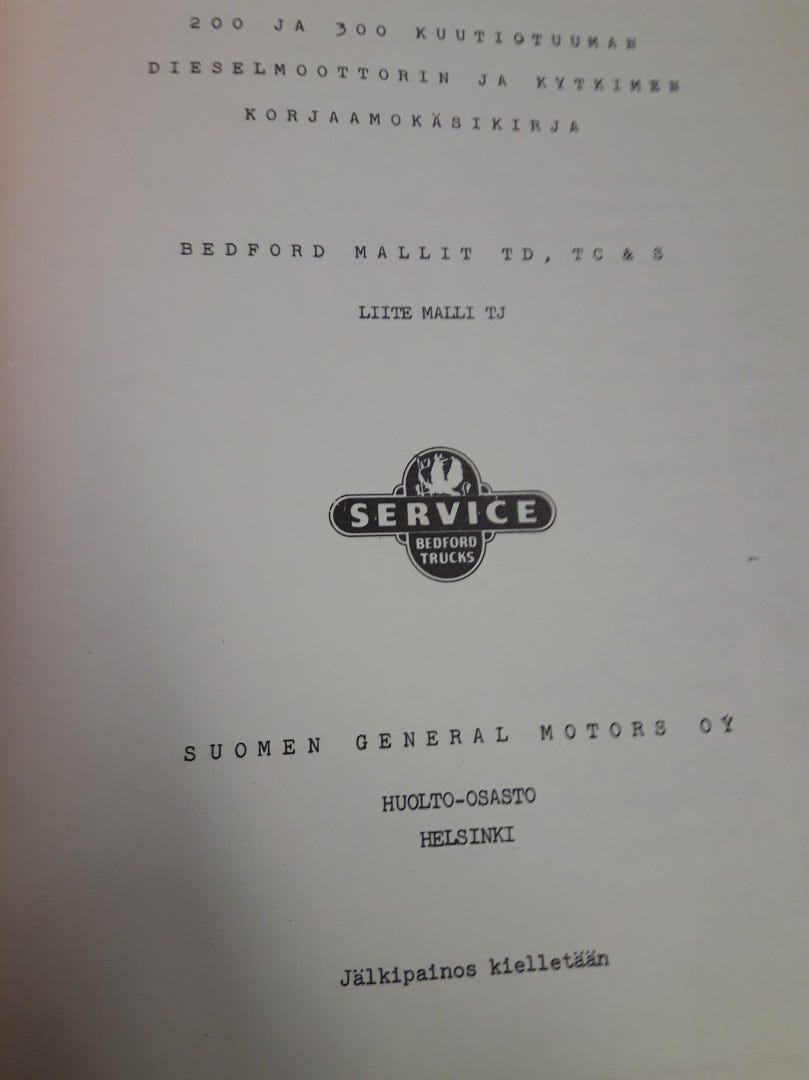 200 JA 300 KUUTIOTUUMAN
DIESELMOOTTORIN JA KYTKIMEN
KORJAAMOKÄSIKIRJA
BEDFORD MALLIT TD, TC & S
LIITE MALLI TJ
SERVICE
BEDFORD
TRUCKS
SUOMEN GENERAL MOTORS OY
HUOLTO-OSASTO
HELSINKI
Jälkipainos kielletään